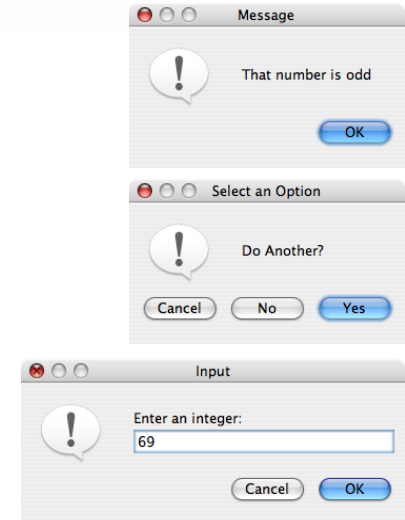 Message
That number is odd
OK
Select an Option
Do Another?
Cancel No Yes
Input
Enter an integer:
69
Cancel OK